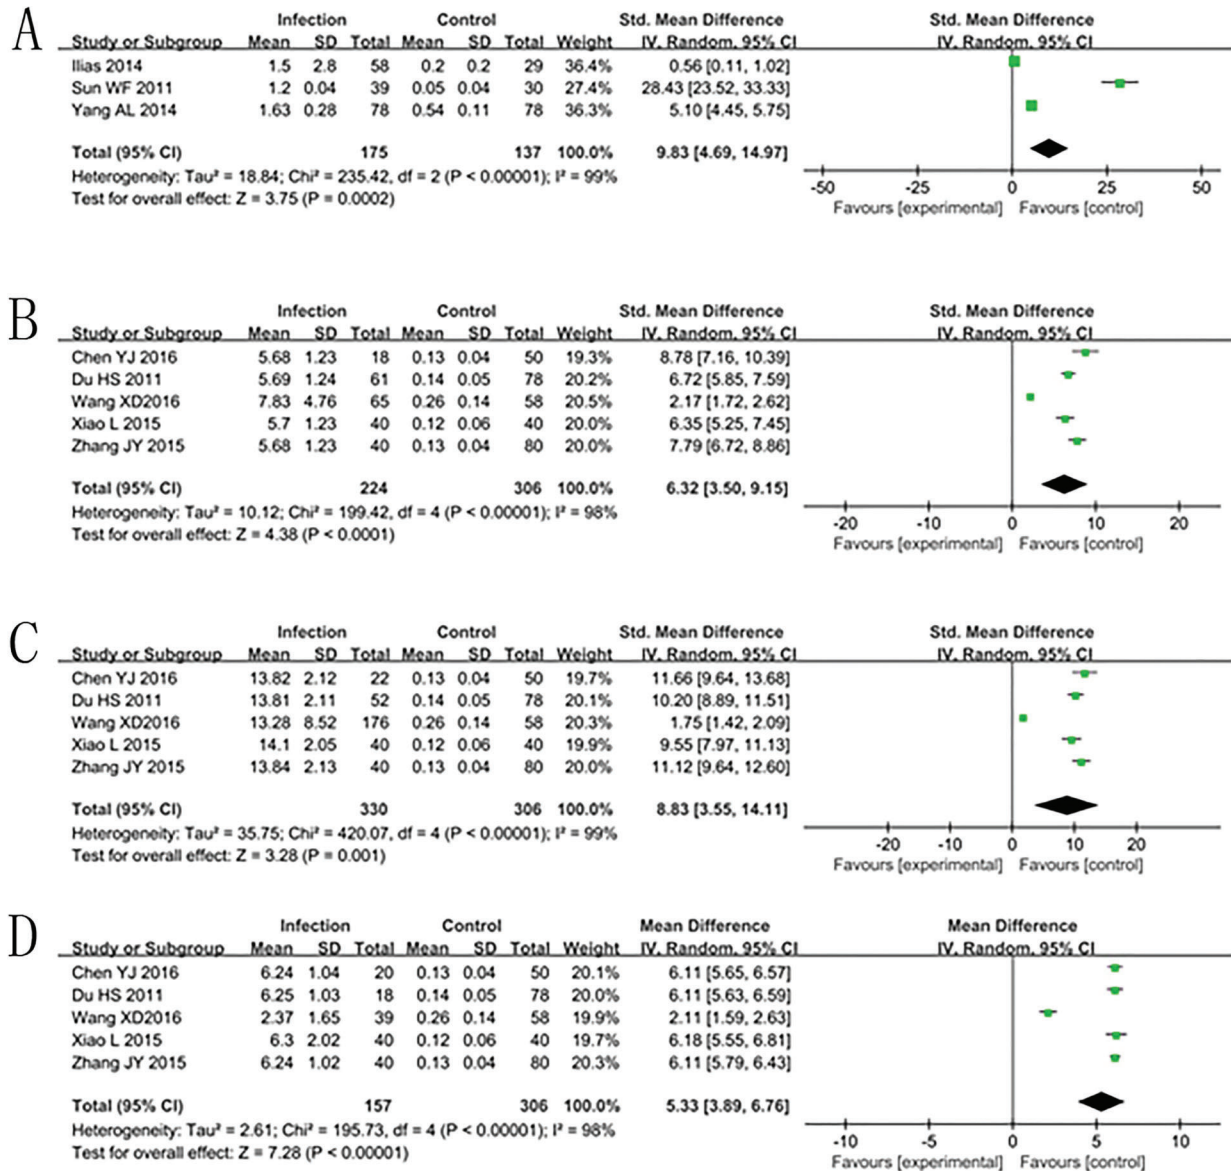 A
Infection Control Std. Mean Difference Std. Mean Difference
Study or Subgroup Mean SD Total Mean SD Total Weight IV, Random, 95% CI IV, Random, 95% CI
Ilias 2014 1.5 2.8 58 0.2 0.2 29 36.4% 0.56 [0.11, 1.02]
Sun WF 2011 1.2 0.04 39 0.05 0.04 30 27.4% 28.43 [23.52, 33.33]
Yang AL 2014 1.63 0.28 78 0.54 0.11 78 36.3% 5.10 [4.45, 5.75]
Total (95% CI) 175 137 100.0% 9.83 [4.69, 14.97]
Heterogeneity: Tau² = 18.84; Chi² = 235.42, df = 2 (P < 0.00001); I² = 99%
Test for overall effect: Z = 3.75 (P = 0.0002)
-50 -25 0 25 50
Favours [experimental] Favours [control]
B
Infection Control Std. Mean Difference Std. Mean Difference
Study or Subgroup Mean SD Total Mean SD Total Weight IV, Random, 95% CI IV, Random, 95% CI
Chen YJ 2016 5.68 1.23 18 0.13 0.04 50 19.3% 8.78 [7.16, 10.39]
Du HS 2011 5.69 1.24 61 0.14 0.05 78 20.2% 6.72 [5.85, 7.59]
Wang XD2016 7.83 4.76 65 0.26 0.14 58 20.5% 2.17 [1.72, 2.62]
Xiao L 2015 5.7 1.23 40 0.12 0.06 40 20.0% 6.35 [5.25, 7.45]
Zhang JY 2015 5.68 1.23 40 0.13 0.04 80 20.0% 7.79 [6.72, 8.86]
Total (95% CI) 224 306 100.0% 6.32 [3.50, 9.15]
Heterogeneity: Tau² = 10.12; Chi² = 199.42, df = 4 (P < 0.00001); I² = 98%
Test for overall effect: Z = 4.38 (P < 0.0001)
-20 -10 0 10 20
Favours [experimental] Favours [control]
C
Infection Control Std. Mean Difference Std. Mean Difference
Study or Subgroup Mean SD Total Mean SD Total Weight IV, Random, 95% CI IV, Random, 95% CI
Chen YJ 2016 13.82 2.12 22 0.13 0.04 50 19.7% 11.66 [9.64, 13.68]
Du HS 2011 13.81 2.11 52 0.14 0.05 78 20.1% 10.20 [8.89, 11.51]
Wang XD2016 13.28 8.52 176 0.26 0.14 58 20.3% 1.75 [1.42, 2.09]
Xiao L 2015 14.1 2.05 40 0.12 0.06 40 19.9% 9.55 [7.97, 11.13]
Zhang JY 2015 13.84 2.13 40 0.13 0.04 80 20.0% 11.12 [9.64, 12.60]
Total (95% CI) 330 306 100.0% 8.83 [3.55, 14.11]
Heterogeneity: Tau² = 35.75; Chi² = 420.07, df = 4 (P < 0.00001); I² = 99%
Test for overall effect: Z = 3.28 (P = 0.001)
-20 -10 0 10 20
Favours [experimental] Favours [control]
D
Infection Control Mean Difference Mean Difference
Study or Subgroup Mean SD Total Mean SD Total Weight IV, Random, 95% CI IV, Random, 95% CI
Chen YJ 2016 6.24 1.04 20 0.13 0.04 50 20.1% 6.11 [5.65, 6.57]
Du HS 2011 6.25 1.03 18 0.14 0.05 78 20.0% 6.11 [5.63, 6.59]
Wang XD2016 2.37 1.65 39 0.26 0.14 58 19.9% 2.11 [1.59, 2.63]
Xiao L 2015 6.3 2.02 40 0.12 0.06 40 19.7% 6.18 [5.55, 6.81]
Zhang JY 2015 6.24 1.02 40 0.13 0.04 80 20.3% 6.11 [5.79, 6.43]
Total (95% CI) 157 306 100.0% 5.33 [3.89, 6.76]
Heterogeneity: Tau² = 2.61; Chi² = 195.73, df = 4 (P < 0.00001); I² = 98%
Test for overall effect: Z = 7.28 (P < 0.00001)
-10 -5 0 5 10
Favours [experimental] Favours [control]